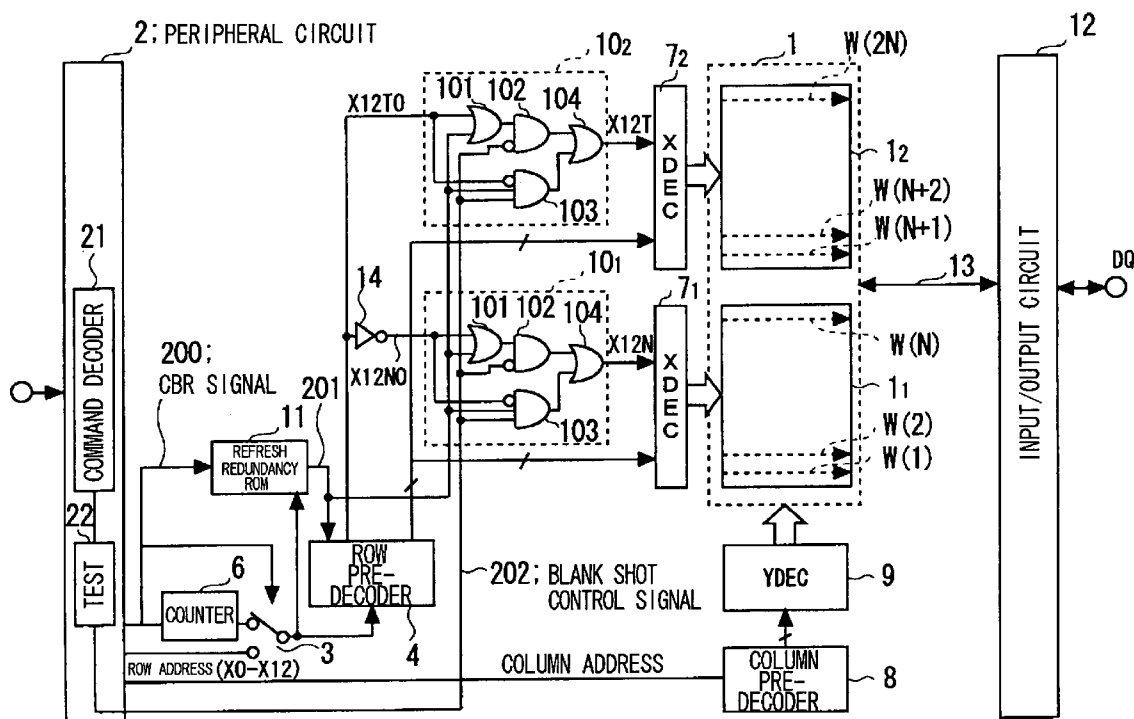 2; PERIPHERAL CIRCUIT
10₂
7₂
1
W(2N)
12
X12T0
101
102
104
X12T
XDEC
1₂
103
W(N+2)
W(N+1)
21
COMMAND DECODER
14
10₁
7₁
13
INPUT/OUTPUT CIRCUIT
DQ
101
102
104
X12N
XDEC
W(N)
200;
CBR SIGNAL
X12N0
103
1₁
201
11
REFRESH
REDUNDANCY
ROM
W(2)
W(1)
22
TEST
6
COUNTER
ROW
PRE-
DECODER
202; BLANK SHOT
CONTROL SIGNAL
YDEC
9
3
4
ROW ADDRESS (X0-X12)
COLUMN ADDRESS
COLUMN
PRE-
DECODER
8